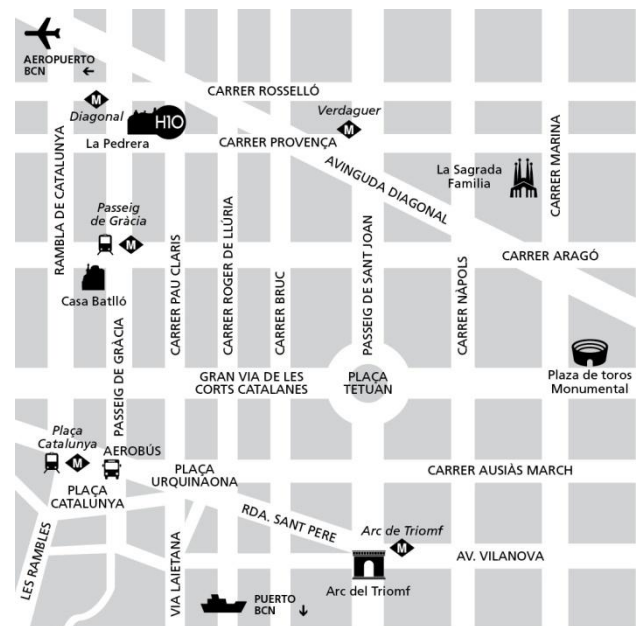 AEROPUERTO
BCN
M
Diagonal
H10
La Pedrera
CARRER ROSSELLÓ
Verdaguer
M
CARRER PROVENÇA
AVINGUDA DIAGONAL
La Sagrada
Familia
CARRER MARINA
RAMBLA DE CATALUNYA
Passeig
de Gràcia
M
Casa Batlló
PASSEIG DE GRÀCIA
CARRER PAU CLARIS
CARRER ROGER DE LLÚRIA
CARRER BRUC
PASSEIG DE SANT JOAN
CARRER NÀPOLS
CARRER ARAGÓ
Plaza de toros
Monumental
GRAN VIA DE LES
CORTS CATALANES
PLAÇA
TETUAN
Plaça
Catalunya
M
AEROBÚS
PLAÇA
CATALUNYA
PLAÇA
URQUINAONA
CARRER AUSIÀS MARCH
LES RAMBLES
VIA LAIETANA
RDA. SANT PERE
Arc de Triomf
M
AV. VILANOVA
Arc del Triomf
PUERTO
BCN